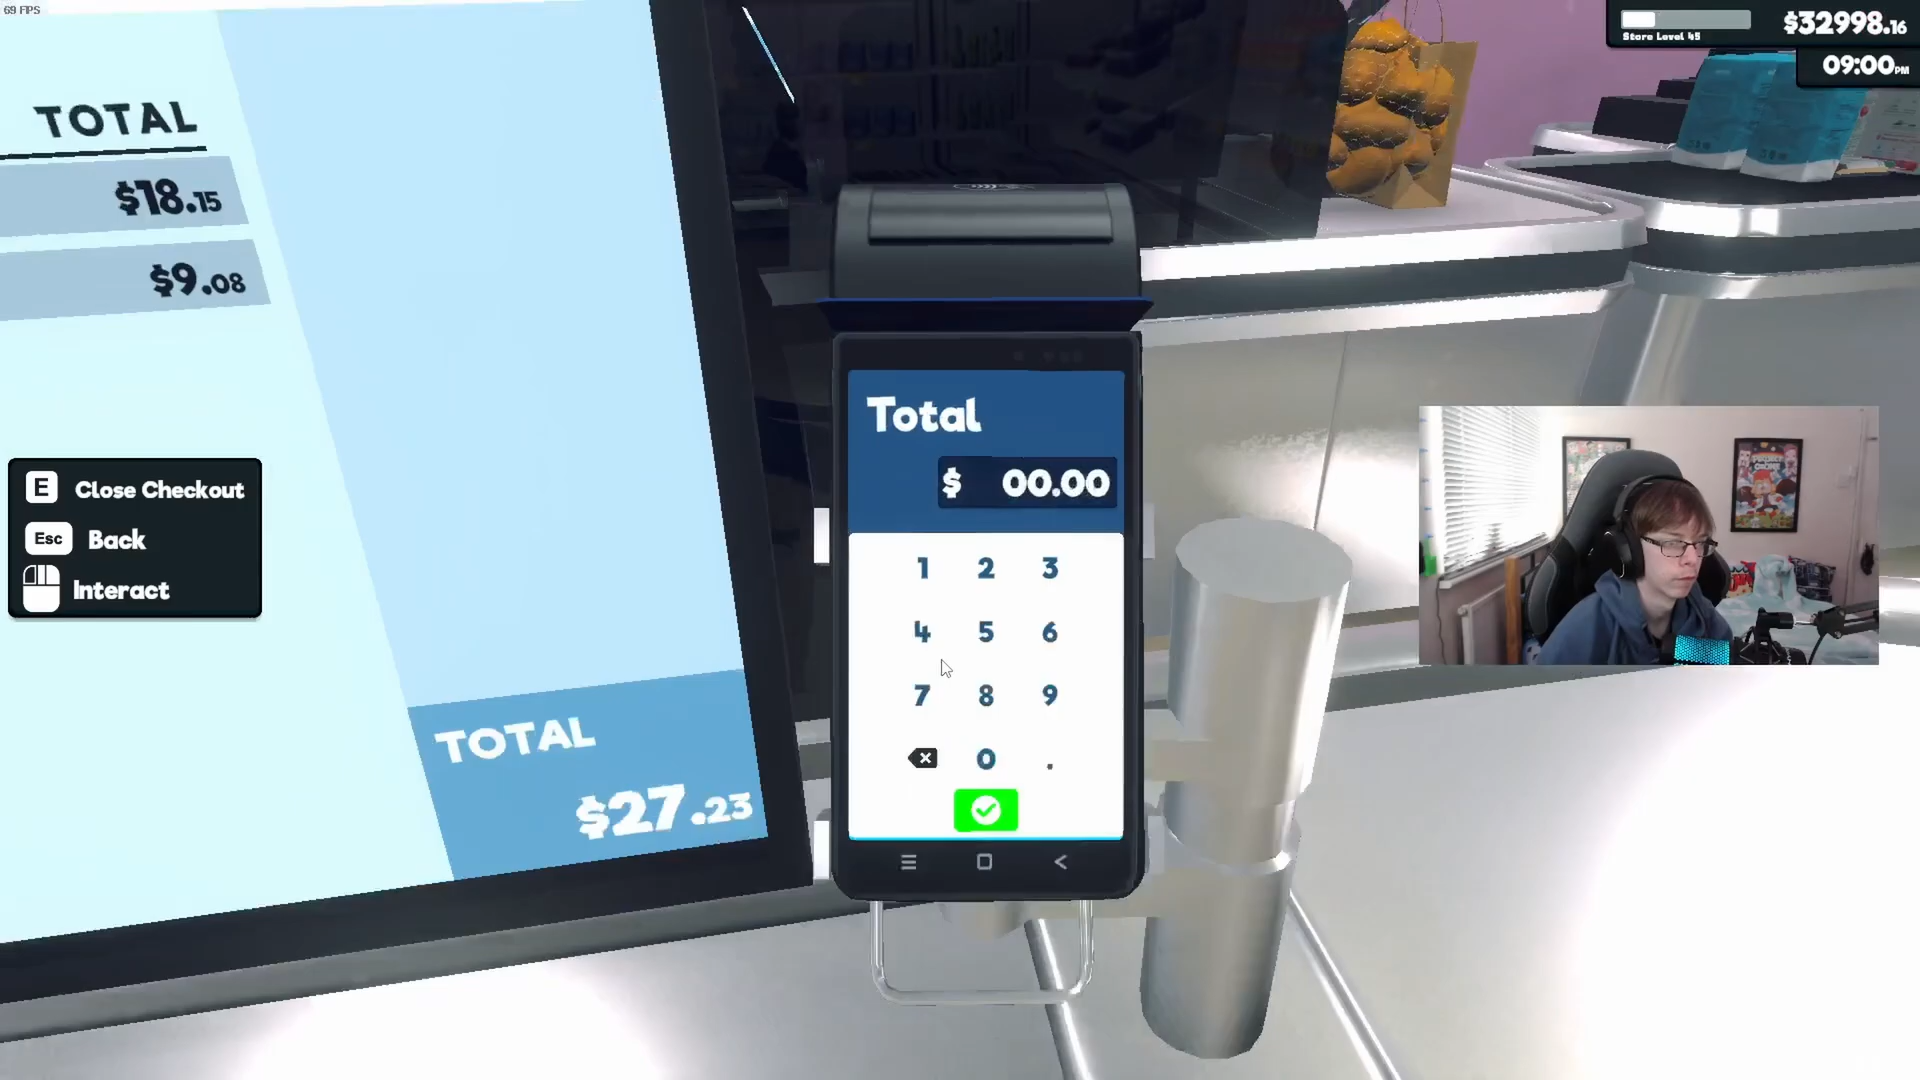 69 FPS
$32998.16
Store Level 45
09:00PM
TOTAL
$18.15
$9.08
E Close Checkout
Esc Back
Interact
TOTAL
$27.23
Total
$ 00.00
1 2 3
4 5 6
7 8 9
0 .